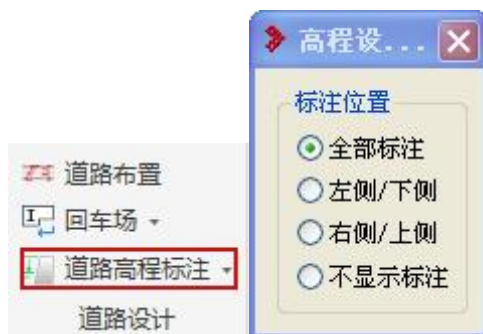 道路布置
回车场
道路高程标注
道路设计
高程设...
标注位置
全部标注
左侧/下侧
右侧/上侧
不显示标注